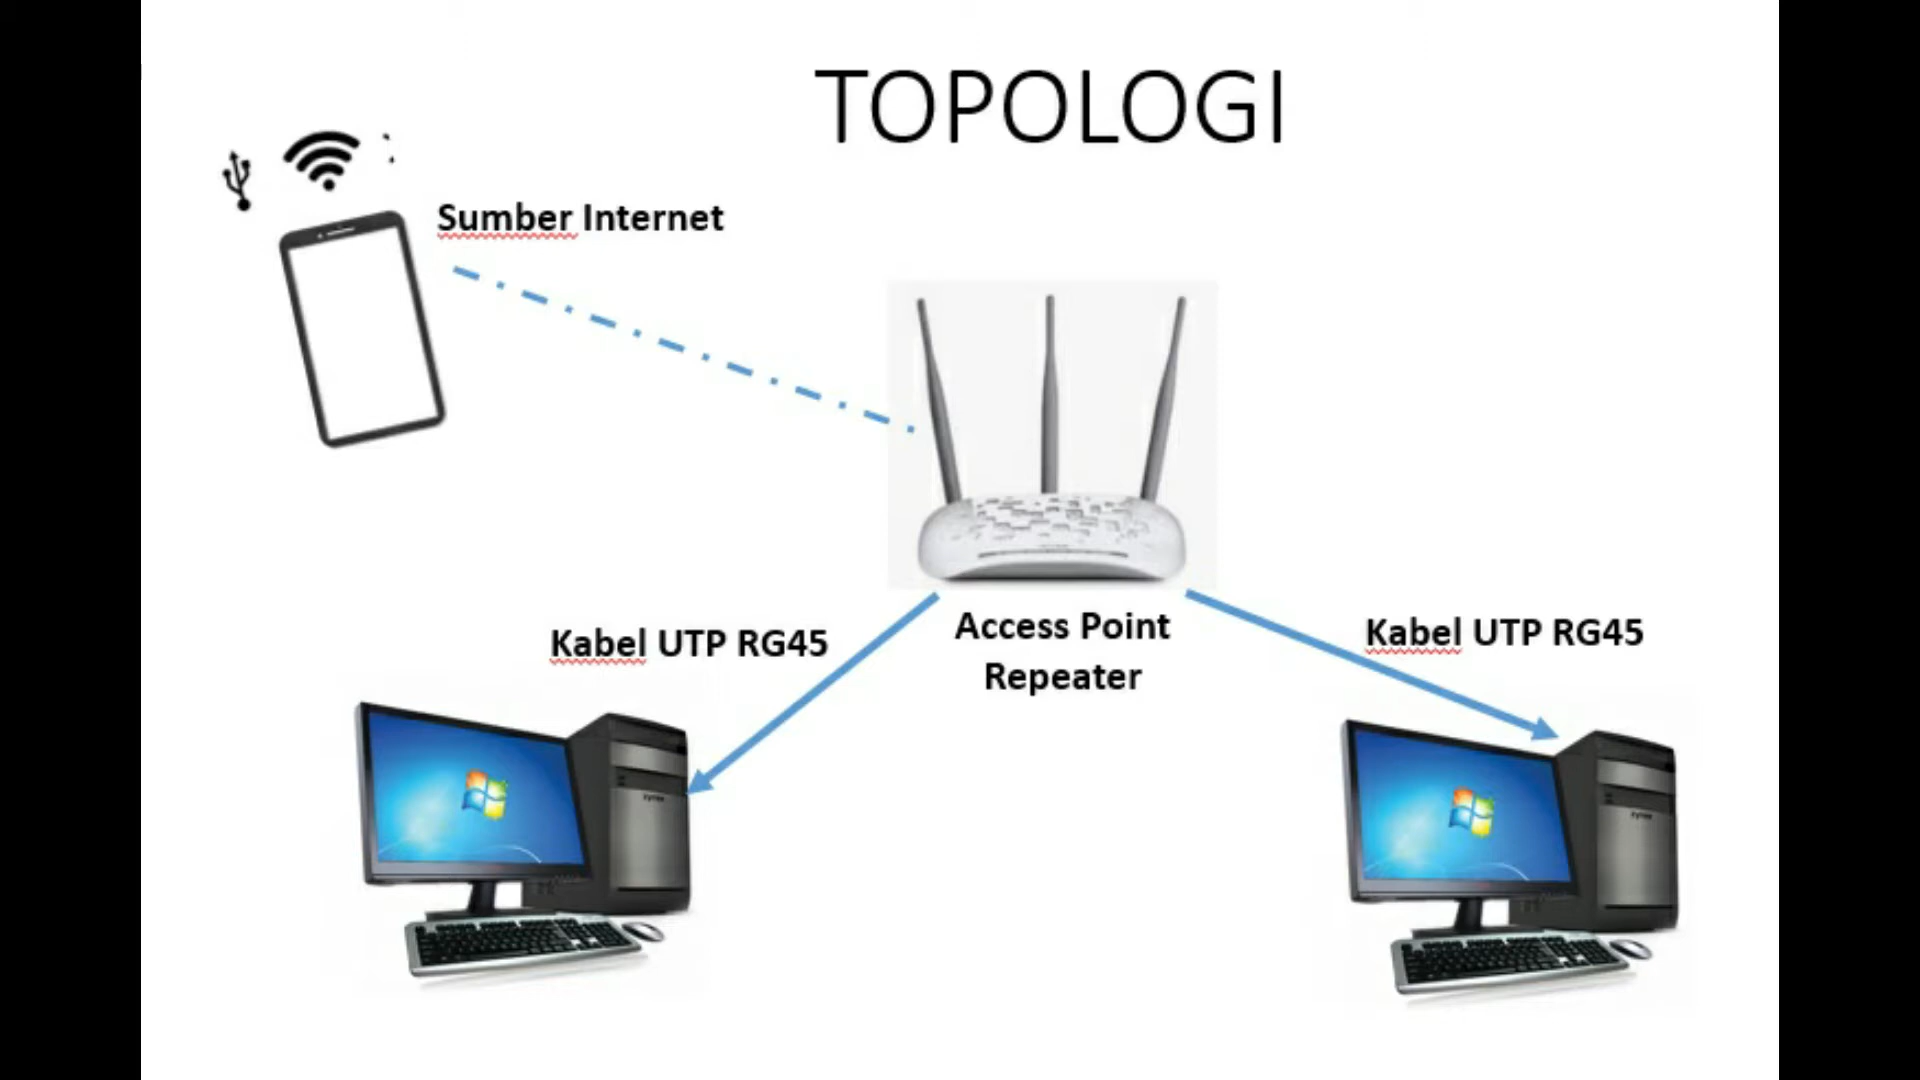 TOPOLOGI
Sumber Internet
Kabel UTP RG45
Access Point
Repeater
Kabel UTP RG45